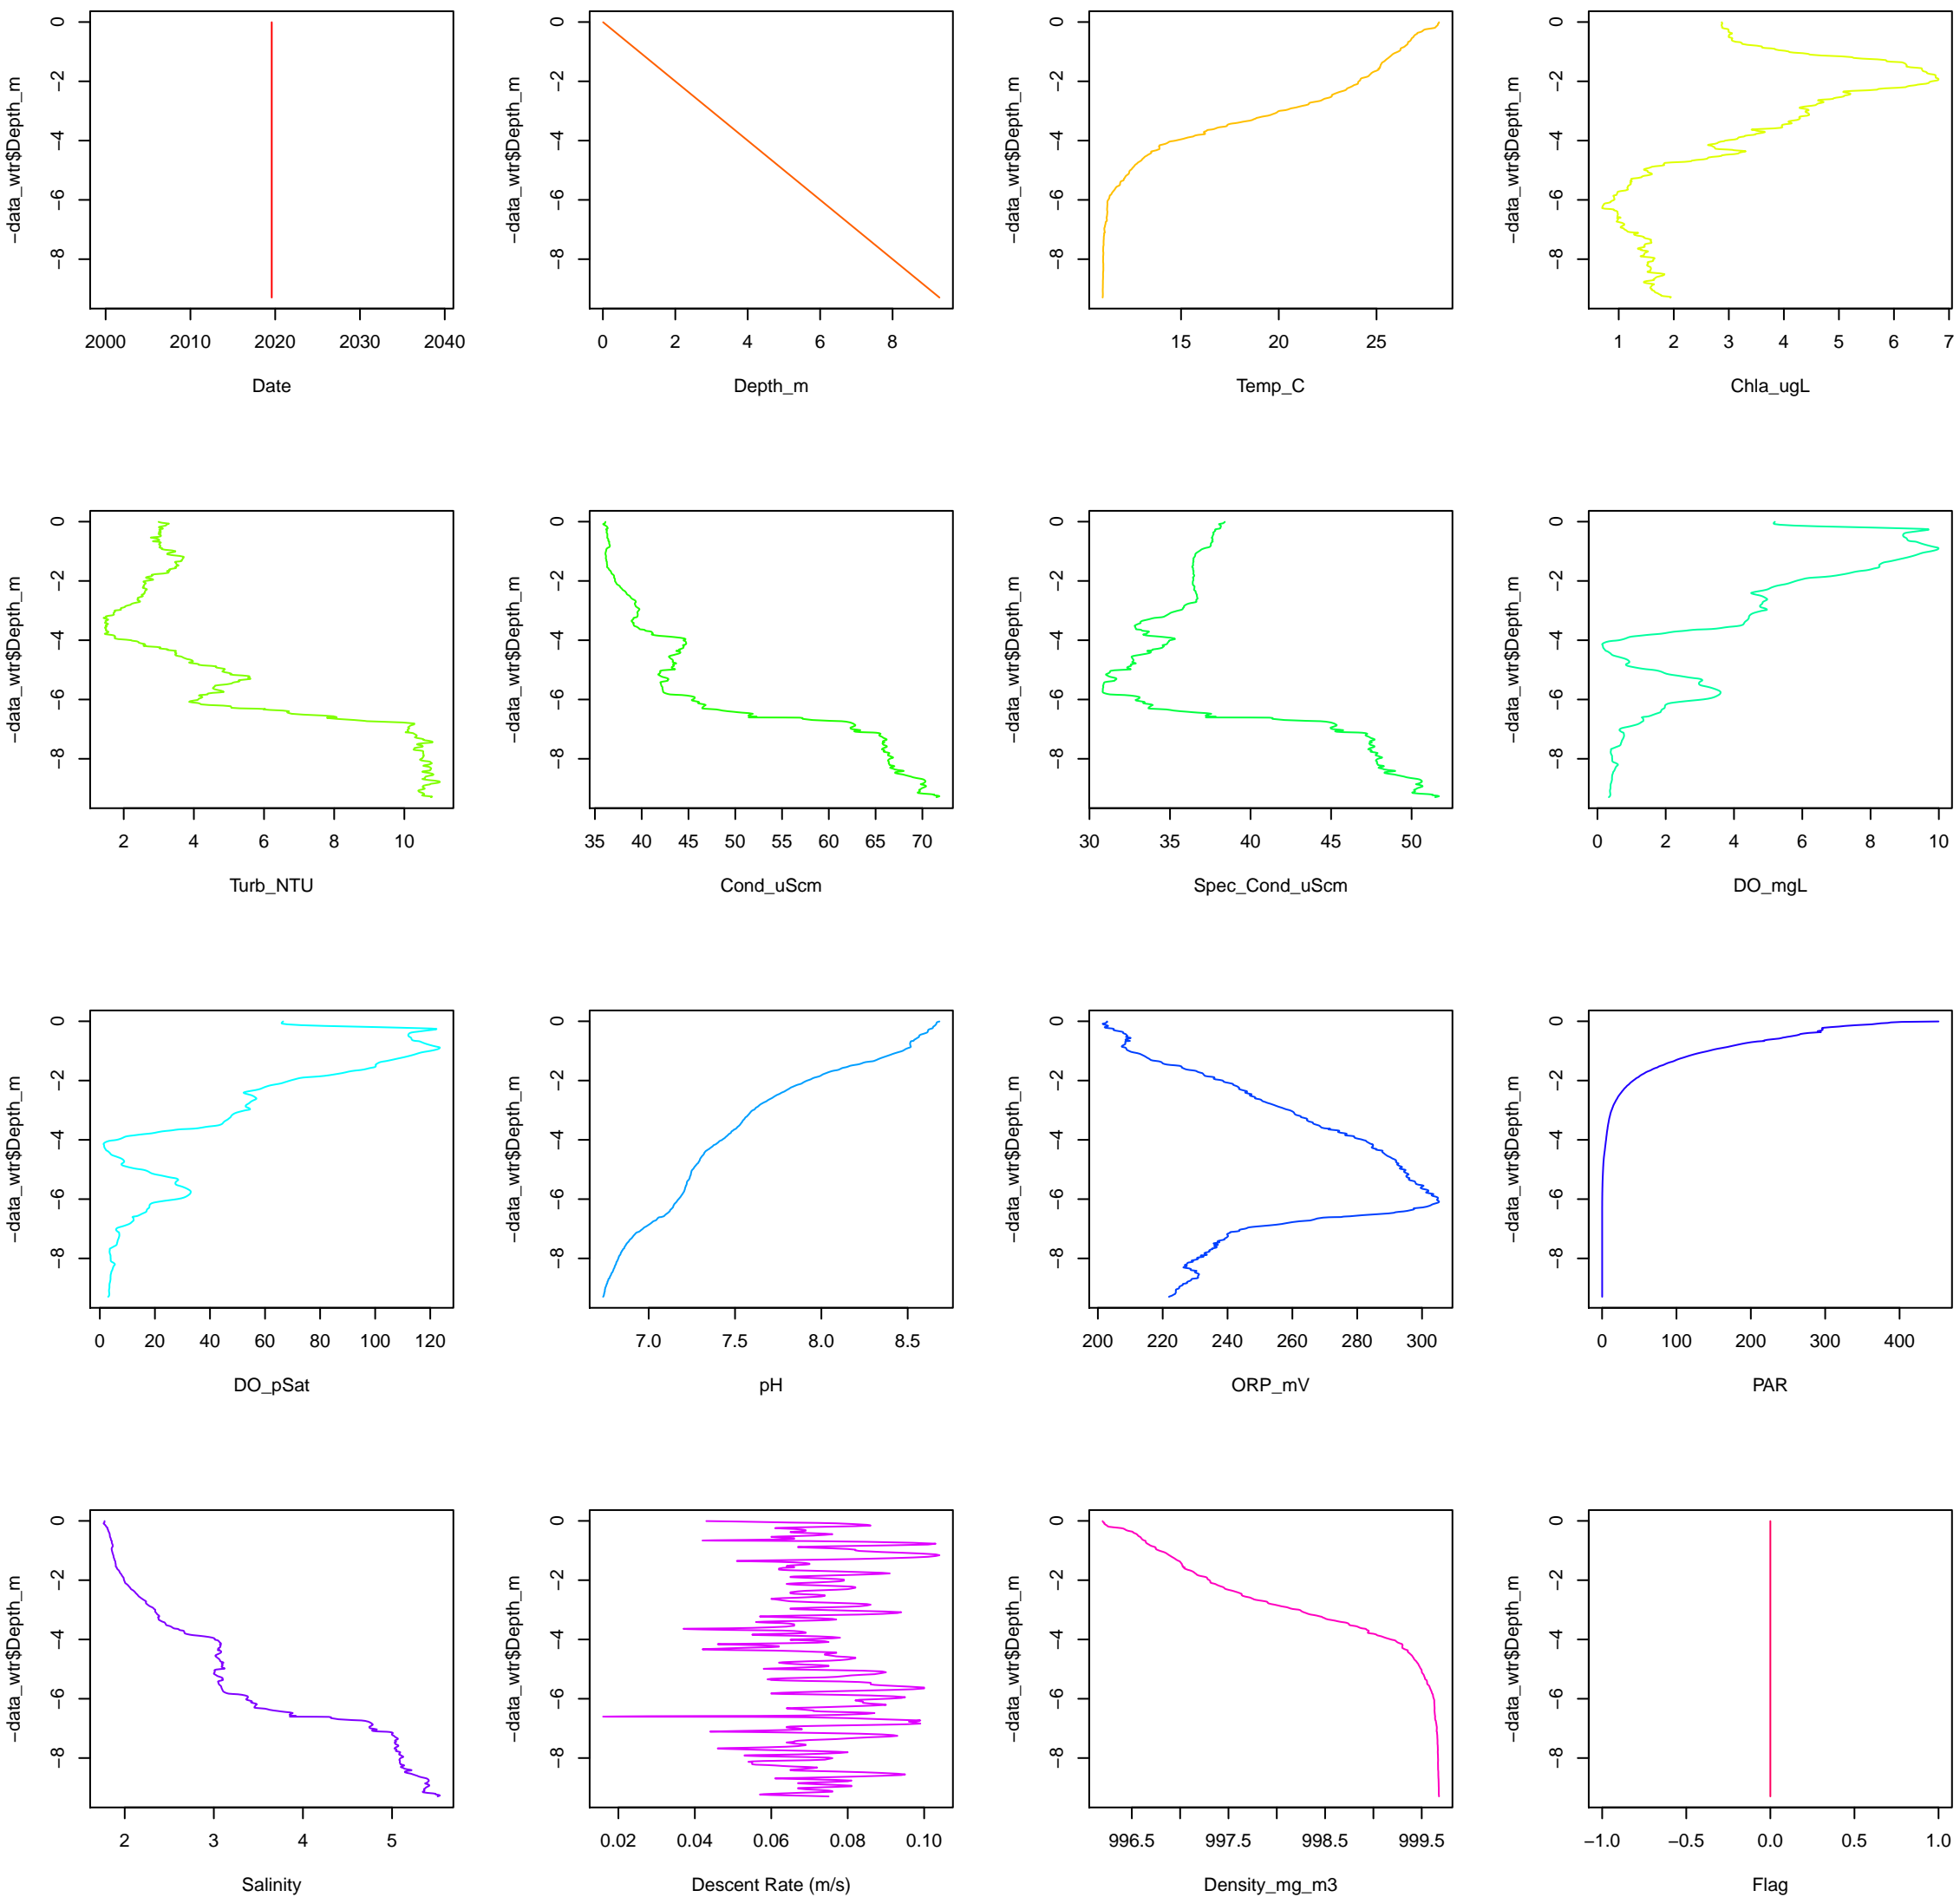 −data_wtr$Depth_m
−8 −6 −4 −2 0
2000 2010 2020 2030 2040
Date
−data_wtr$Depth_m
−8 −6 −4 −2 0
0 2 4 6 8
Depth_m
−data_wtr$Depth_m
−8 −6 −4 −2 0
15 20 25
Temp_C
−data_wtr$Depth_m
−8 −6 −4 −2 0
1 2 3 4 5 6 7
Chla_ugL
−data_wtr$Depth_m
−8 −6 −4 −2 0
2 4 6 8 10
Turb_NTU
−data_wtr$Depth_m
−8 −6 −4 −2 0
35 40 45 50 55 60 65 70
Cond_uScm
−data_wtr$Depth_m
−8 −6 −4 −2 0
30 35 40 45 50
Spec_Cond_uScm
−data_wtr$Depth_m
−8 −6 −4 −2 0
0 2 4 6 8 10
DO_mgL
−data_wtr$Depth_m
−8 −6 −4 −2 0
0 20 40 60 80 100 120
DO_pSat
−data_wtr$Depth_m
−8 −6 −4 −2 0
7.0 7.5 8.0 8.5
pH
−data_wtr$Depth_m
−8 −6 −4 −2 0
200 220 240 260 280 300
ORP_mV
−data_wtr$Depth_m
−8 −6 −4 −2 0
0 100 200 300 400
PAR
−data_wtr$Depth_m
−8 −6 −4 −2 0
2 3 4 5
Salinity
−data_wtr$Depth_m
−8 −6 −4 −2 0
0.02 0.04 0.06 0.08 0.10
Descent Rate (m/s)
−data_wtr$Depth_m
−8 −6 −4 −2 0
996.5 997.5 998.5 999.5
Density_mg_m3
−data_wtr$Depth_m
−8 −6 −4 −2 0
−1.0 −0.5 0.0 0.5 1.0
Flag